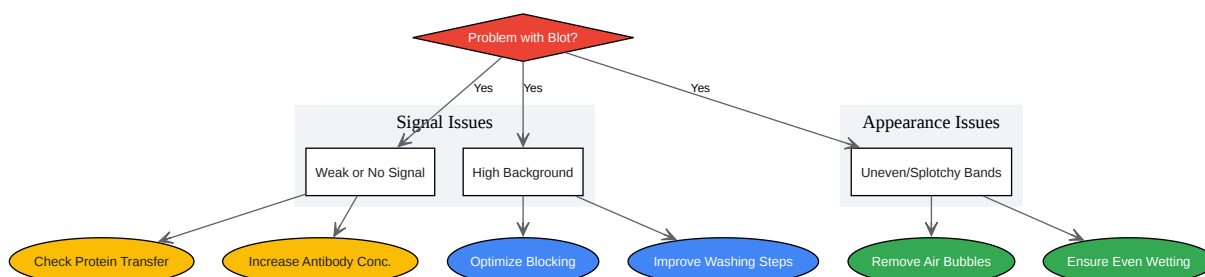 Problem with Blot?
Yes
Yes
Yes
Signal Issues
Appearance Issues
Weak or No Signal
High Background
Uneven/Splotchy Bands
Check Protein Transfer
Increase Antibody Conc.
Optimize Blocking
Improve Washing Steps
Remove Air Bubbles
Ensure Even Wetting